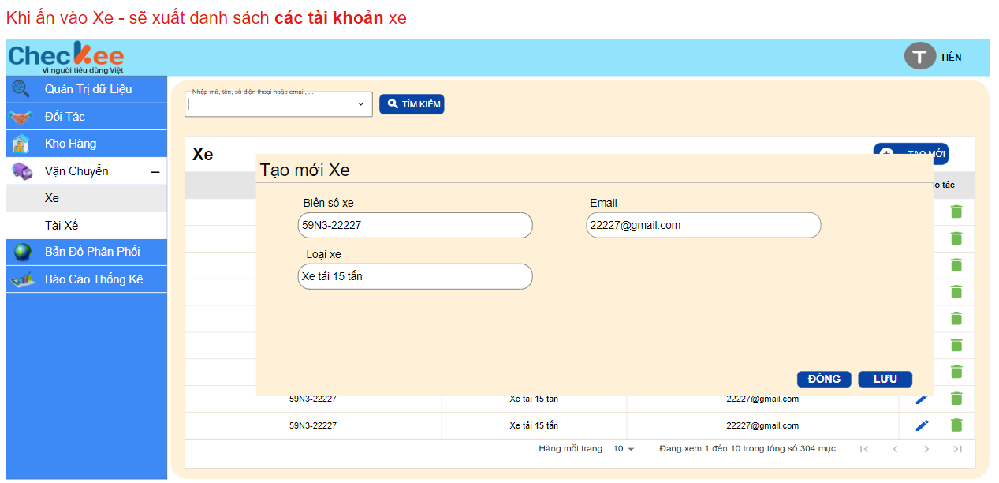 Khi ấn vào Xe - sẽ xuất danh sách các tài khoản xe
Checkee
Vì người tiêu dùng Việt
T TIÊN
Quản Trị dữ Liệu
Đối Tác
Kho Hàng
Vận Chuyển
Xe
Tài Xế
Bản Đồ Phân Phối
Báo Cáo Thống Kê
Nhập mã, tên, số điện thoại hoặc email, ...
TÌM KIẾM
Xe
TẠO MỚI
o tác
Tạo mới Xe
Biển số xe
59N3-22227
Email
22227@gmail.com
Loại xe
Xe tải 15 tấn
ĐÓNG LƯU
59N3-22227 Xe tải 15 tấn 22227@gmail.com
59N3-22227 Xe tải 15 tấn 22227@gmail.com
Hàng mỗi trang 10 Đang xem 1 đến 10 trong tổng số 304 mục